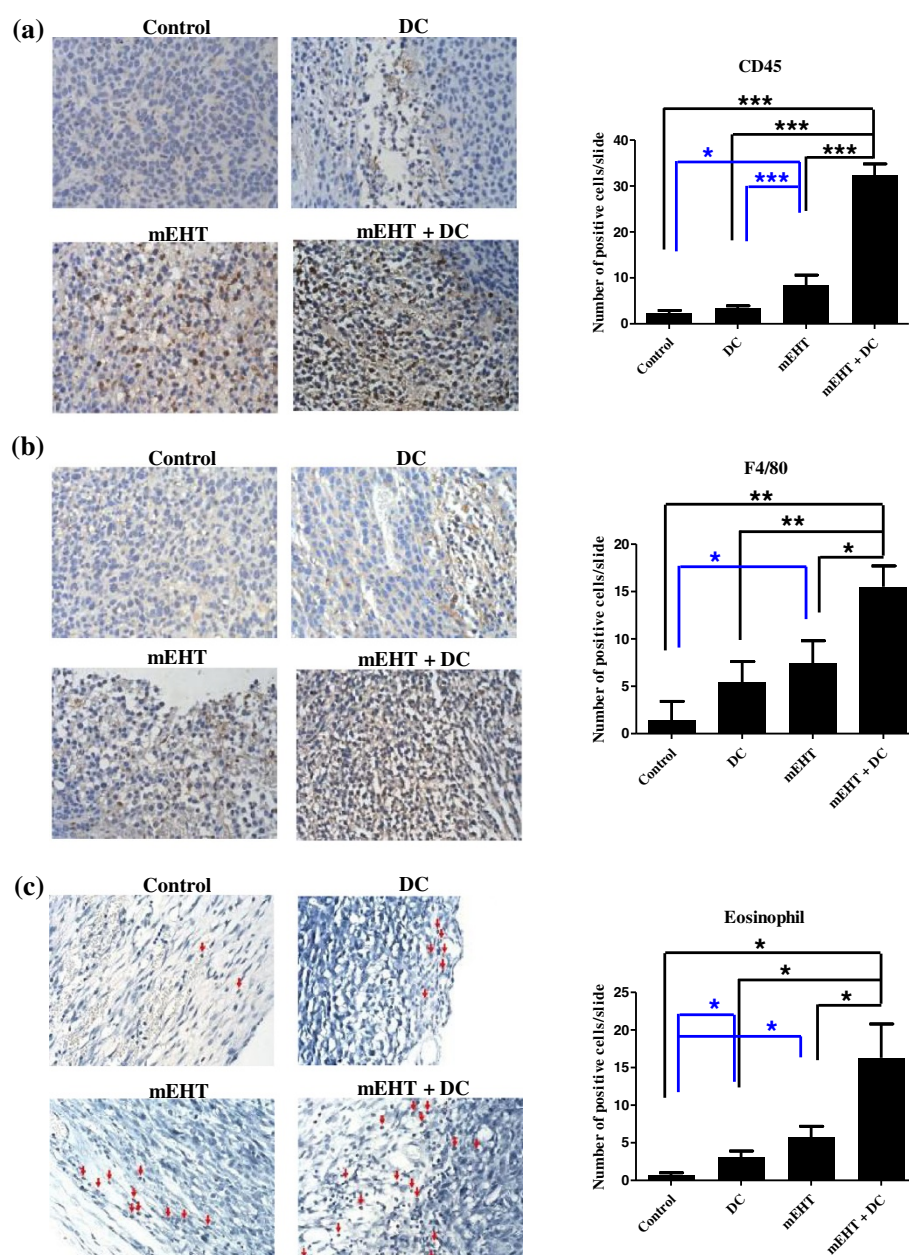 (a)
Control
DC
mEHT
mEHT + DC
CD45
***
***
***
*
***
Number of positive cells/slide
40
30
20
10
0
Control
DC
mEHT
mEHT + DC
(b)
Control
DC
mEHT
mEHT + DC
F4/80
**
**
*
*
Number of positive cells/slide
20
15
10
5
0
Control
DC
mEHT
mEHT + DC
(c)
Control
DC
mEHT
mEHT + DC
Eosinophil
*
*
*
*
*
Number of positive cells/slide
25
20
15
10
5
0
Control
DC
mEHT
mEHT + DC